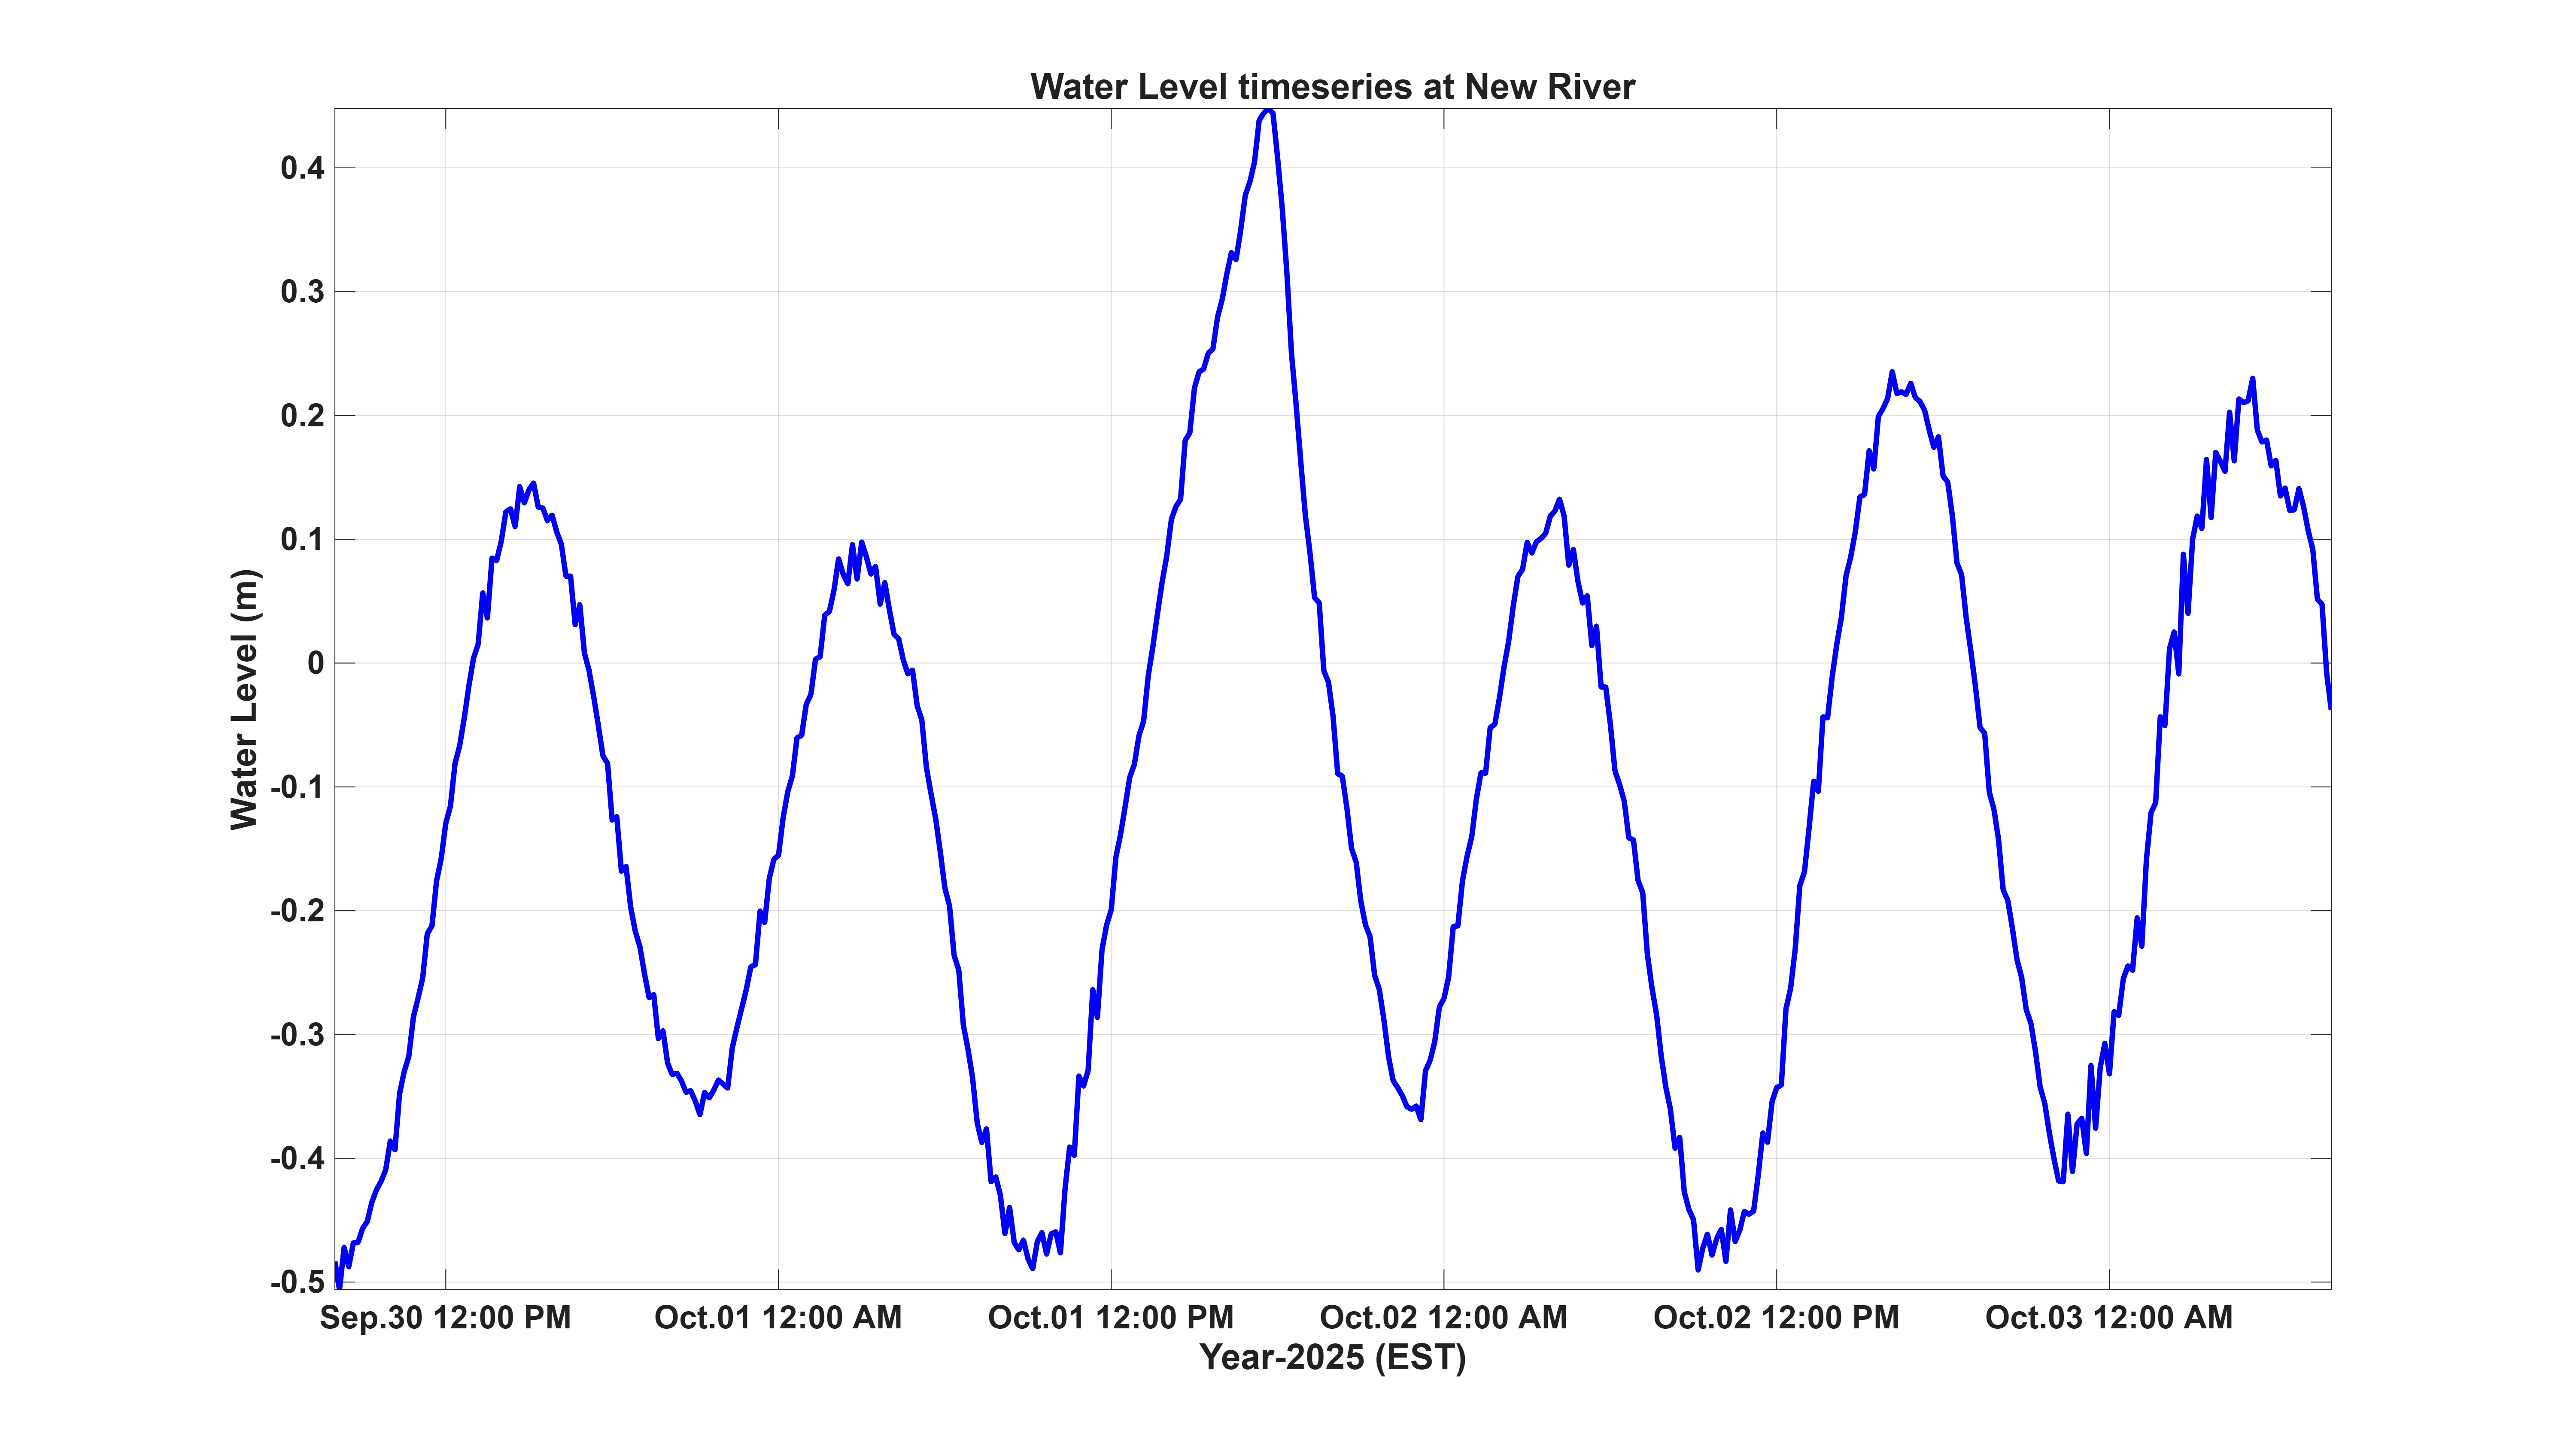 Water Level timeseries at New River
0.4
0.3
0.2
0.1
0
-0.1
-0.2
-0.3
-0.4
-0.5
Water Level (m)
Sep.30 12:00 PM Oct.01 12:00 AM Oct.01 12:00 PM Oct.02 12:00 AM Oct.02 12:00 PM Oct.03 12:00 AM
Year-2025 (EST)